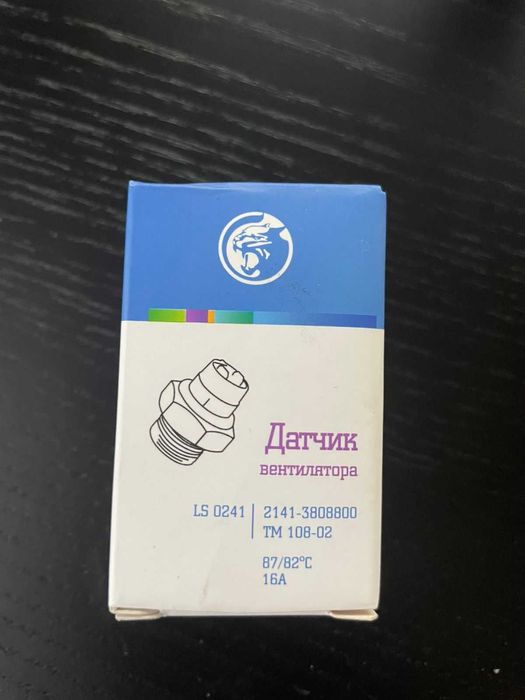 Датчик
вентилятора
LS 0241 2141-3808800
ТМ 108-02
87/82°C
16A